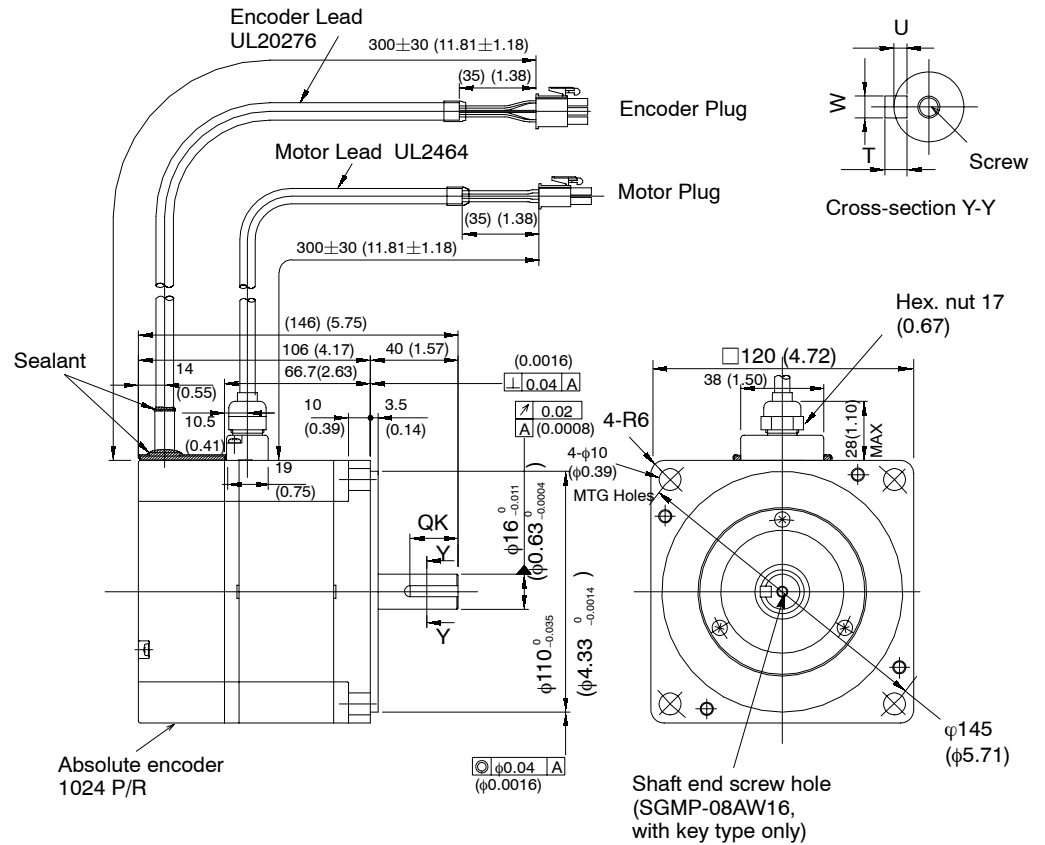 Encoder Lead
UL20276
300±30 (11.81±1.18)
(35) (1.38)
Encoder Plug
Motor Lead UL2464
Motor Plug
(35) (1.38)
300±30 (11.81±1.18)
U
W
T
Screw
Cross-section Y-Y
Hex. nut 17
(0.67)
(146) (5.75)
106 (4.17)
40 (1.57)
Sealant
14
(0.55)
66.7(2.63)
(0.0016)
⊥ 0.04 A
↗ 0.02
A (0.0008)
10
(0.39)
3.5
(0.14)
10.5
(0.41)
19
(0.75)
□120 (4.72)
38 (1.50)
28(1.10)
MAX
4-R6
4-φ10
(φ0.39)
MTG Holes
QK
Y
Y
φ16 0 -0.011
(φ0.63 0 -0.0004)
φ110 0 -0.035
(φ4.33 0 -0.0014)
φ145
(φ5.71)
Absolute encoder
1024 P/R
◎ φ0.04 A
(φ0.0016)
Shaft end screw hole
(SGMP-08AW16,
with key type only)